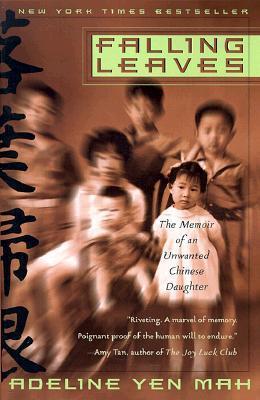 NEW YORK TIMES BESTSELLER
FALLING
LEAVES
落葉歸根
The Memoir
of an
Unwanted
Chinese
Daughter
"Riveting. A marvel of memory.
Poignant proof of the human will to endure."
—Amy Tan, author of The Joy Luck Club
ADELINE YEN MAH